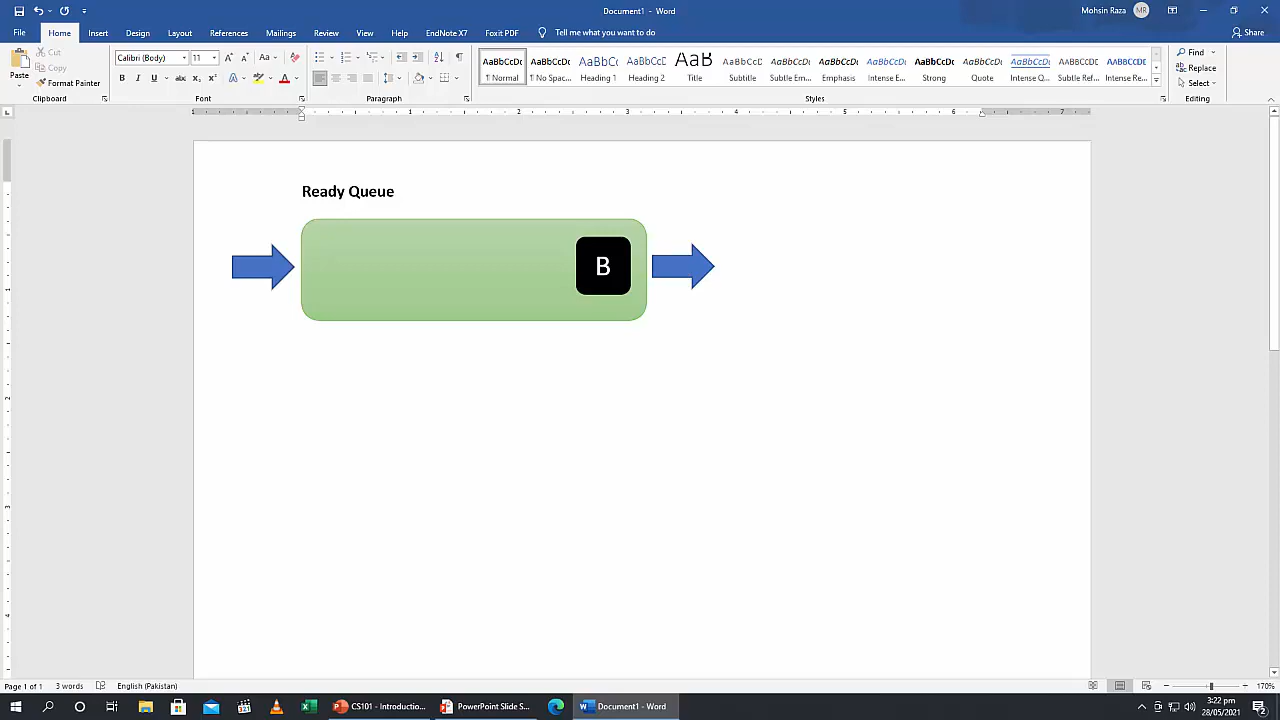 Document1 - Word
Mohsin Raza
MR
File Home Insert Design Layout References Mailings Review View Help EndNote X7 Foxit PDF Tell me what you want to do
Share
Paste
Cut
Copy
Format Painter
Clipboard
Calibri (Body) 11
Font
Paragraph
AaBbCcDc AaBbCcDc AaBbC AaBbCcC AaB AaBbCcD AaBbCcDi AaBbCcDi AaBbCcDi AaBbCcDc AaBbCcDi AaBbCcDi AABBCCDE AABBCCDE
¶ Normal ¶ No Spac... Heading 1 Heading 2 Title Subtitle Subtle Em... Emphasis Intense E... Strong Quote Intense Q... Subtle Ref... Intense Re...
Styles
Find
Replace
Select
Editing
Ready Queue
B
Page 1 of 1 3 words English (Pakistan)
170%
CS101 - Introductio...
PowerPoint Slide S...
Document1 - Word
3:22 pm
28/05/2021